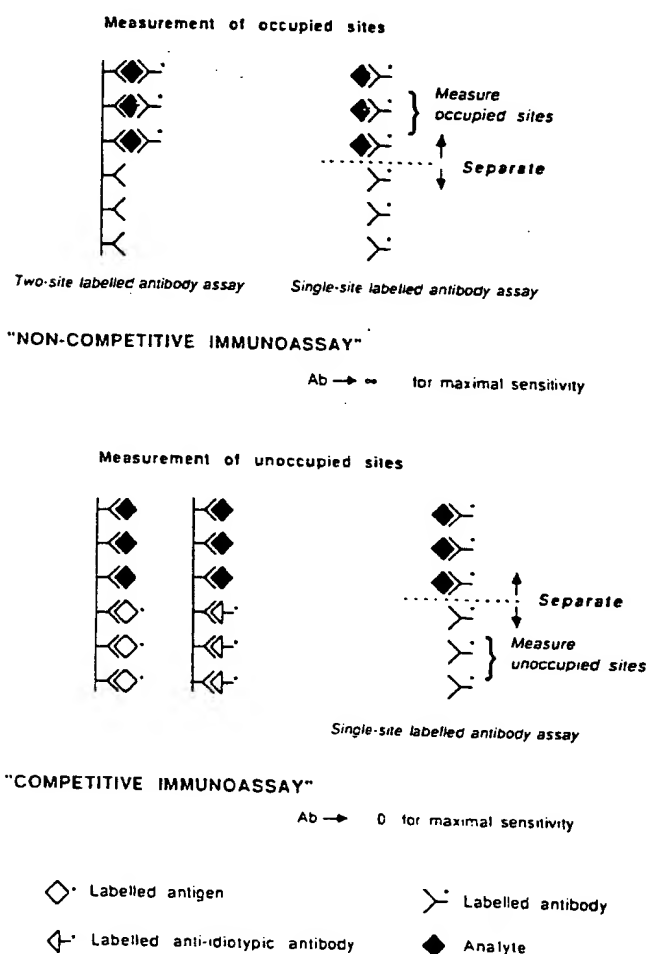 Measurement of occupied sites
Measure
occupied sites
Separate
Two-site labelled antibody assay
Single-site labelled antibody assay
"NON-COMPETITIVE IMMUNOASSAY"
Ab → ∞ for maximal sensitivity
Measurement of unoccupied sites
Separate
Measure
unoccupied sites
Single-site labelled antibody assay
"COMPETITIVE IMMUNOASSAY"
Ab → 0 for maximal sensitivity
Labelled antigen
Labelled antibody
Labelled anti-idiotypic antibody
Analyte